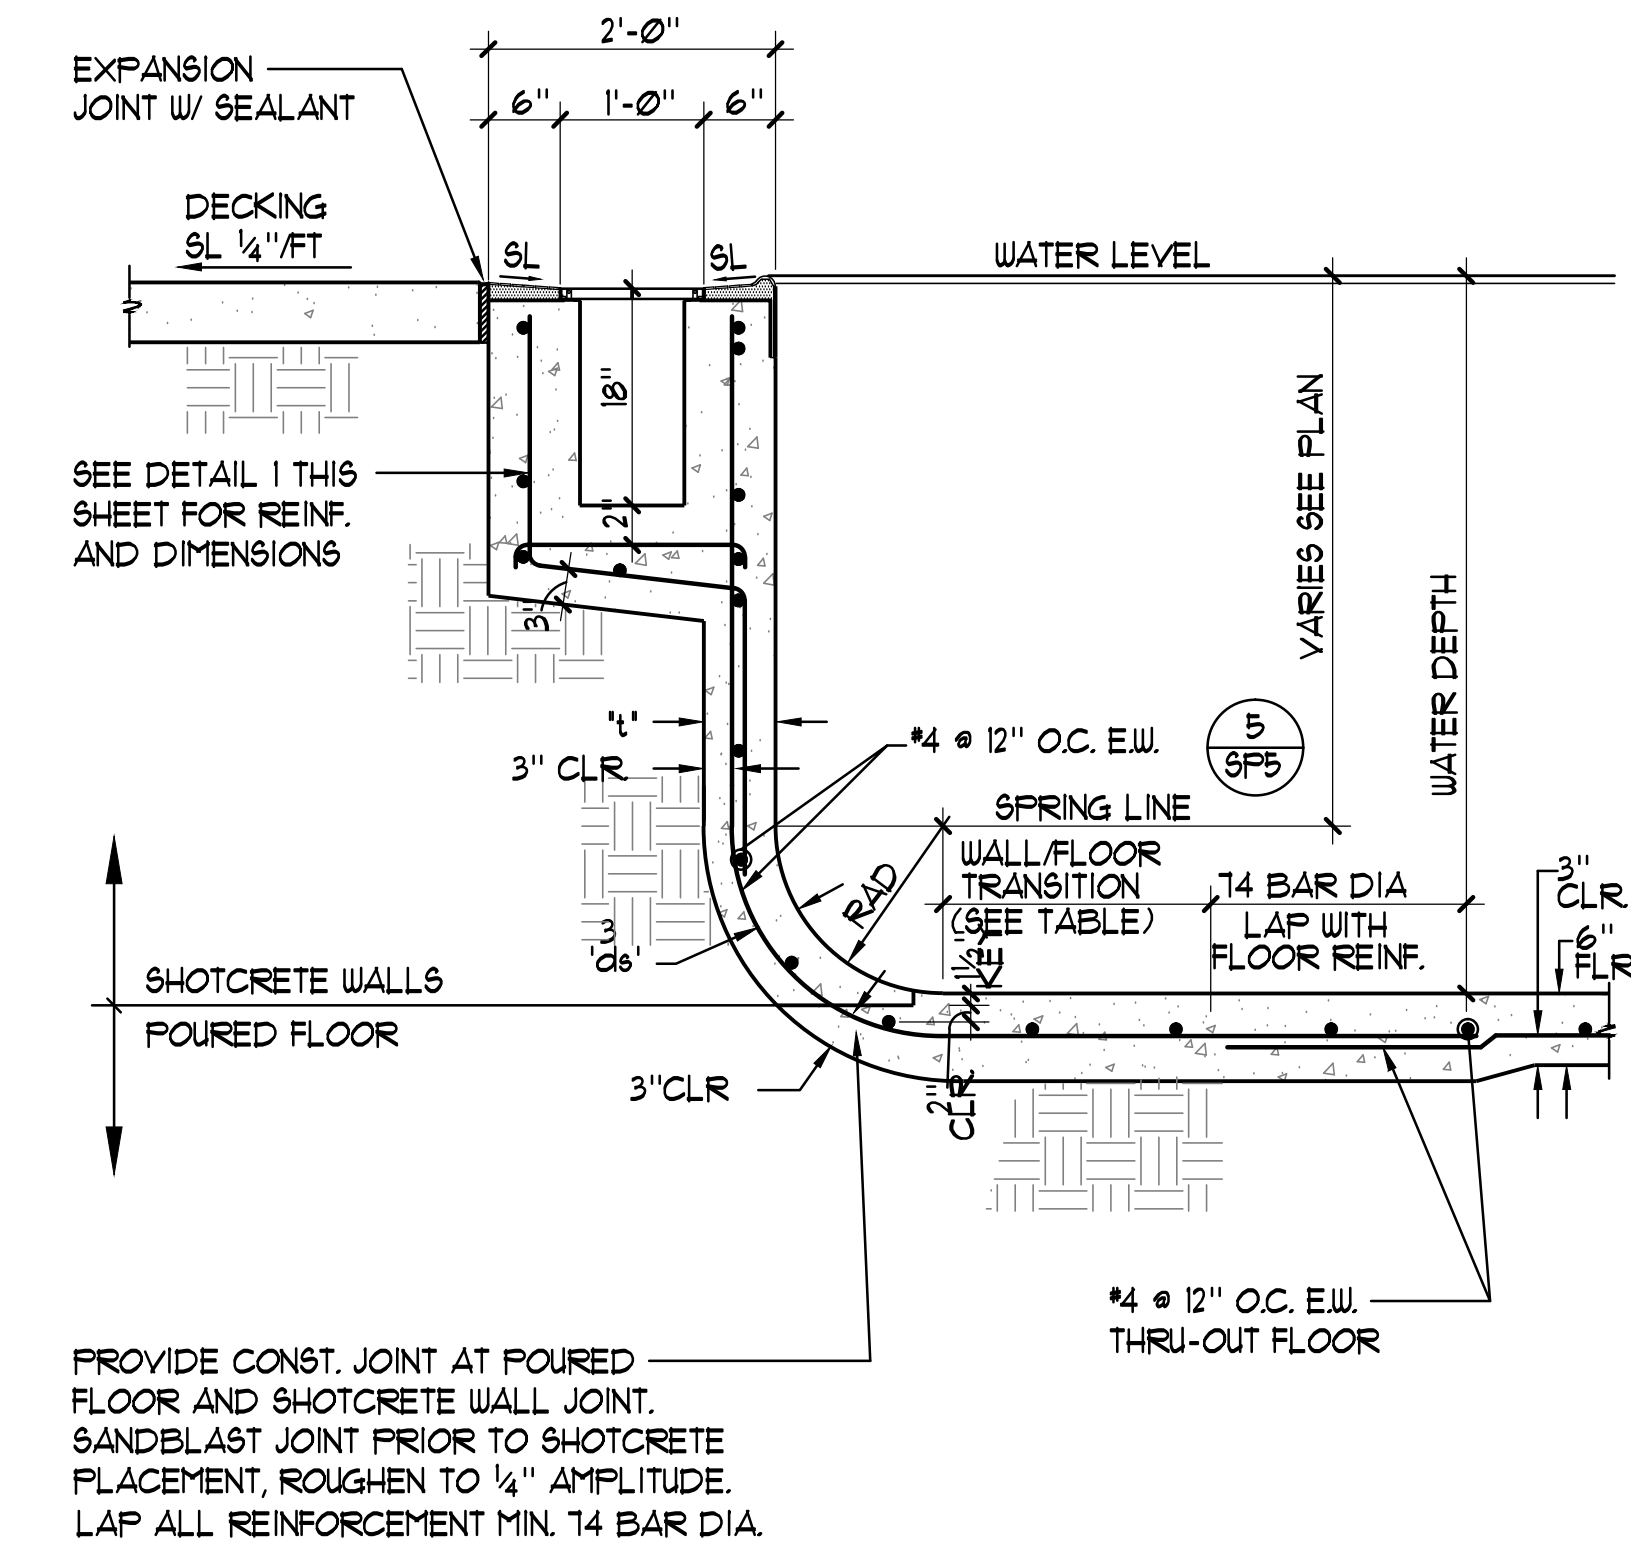 2'-0"
EXPANSION
JOINT W/ SEALANT
6" 1'-0" 6"
DECKING
SL 1/4"/FT
SL
SL
WATER LEVEL
18"
2"
3"
SEE DETAIL 1 THIS
SHEET FOR REINF.
AND DIMENSIONS
VARIES SEE PLAN
WATER DEPTH
"t"
3" CLR.
#4 @ 12" O.C. E.W.
5
SP5
SPRING LINE
WALL/FLOOR
TRANSITION
(SEE TABLE)
RAD
74 BAR DIA
LAP WITH
FLOOR REINF.
3"
CLR.
6"
FLR
3
'ds'
1 1/2"
SHOTCRETE WALLS
POURED FLOOR
3"CLR
2"
CLR.
#4 @ 12" O.C. E.W.
THRU-OUT FLOOR
PROVIDE CONST. JOINT AT POURED
FLOOR AND SHOTCRETE WALL JOINT.
SANDBLAST JOINT PRIOR TO SHOTCRETE
PLACEMENT, ROUGHEN TO 1/4" AMPLITUDE.
LAP ALL REINFORCEMENT MIN. 74 BAR DIA.